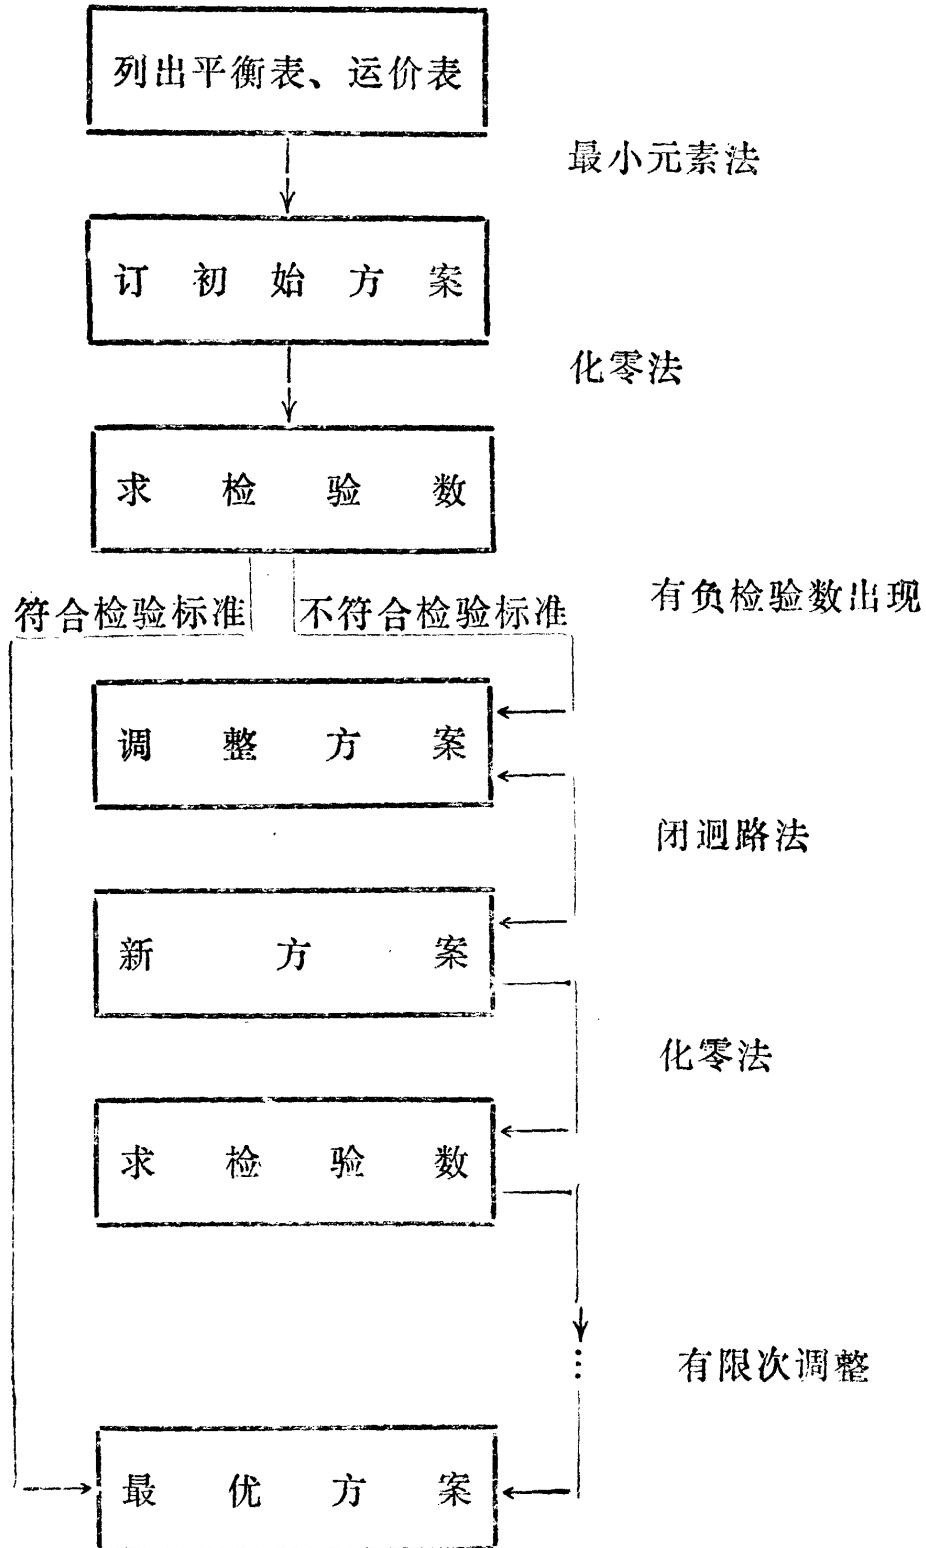 列出平衡表、运价表
最小元素法
订初始方案
化零法
求检验数
符合检验标准
不符合检验标准
有负检验数出现
调整方案
闭迴路法
新方案
化零法
求检验数
有限次调整
最优方案